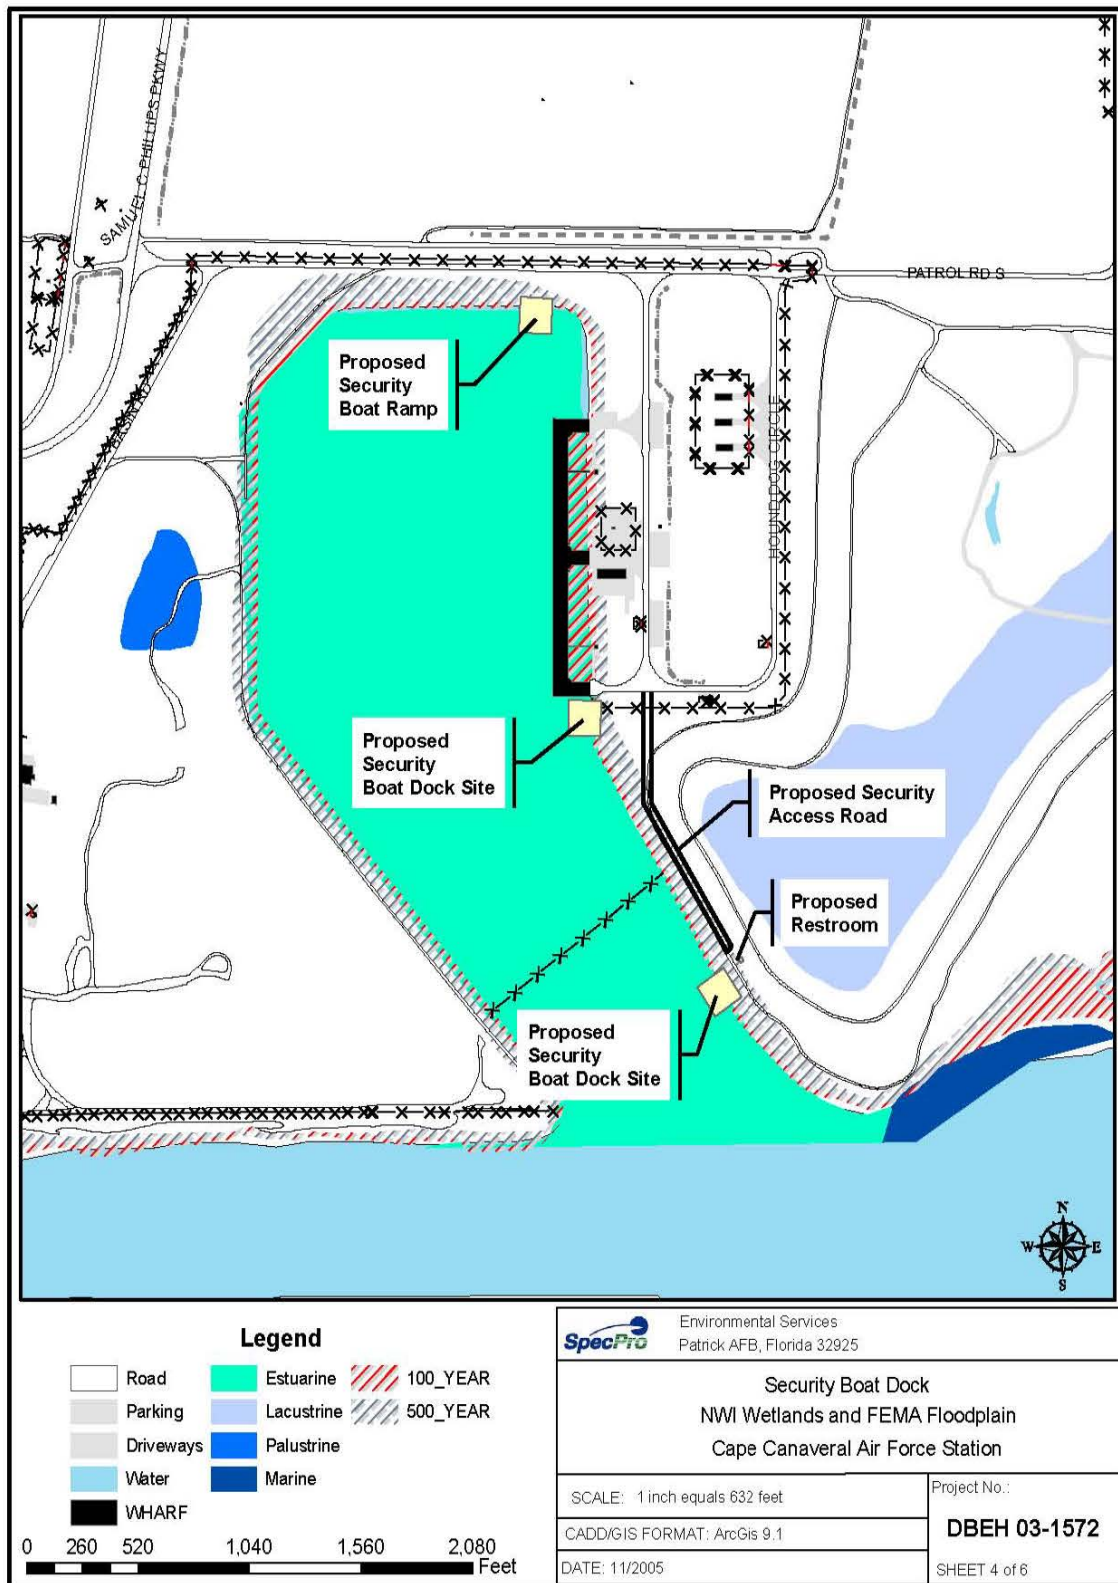 SAMUEL C PHILLIPS PKWY
PATROL RD S
BASIN RD
HOUNDDOG CIRCLE
Proposed
Security
Boat Ramp
Proposed
Security
Boat Dock Site
Proposed Security
Access Road
Proposed
Restroom
Proposed
Security
Boat Dock Site
N
W E
S
Legend
Road
Parking
Driveways
Water
WHARF
Estuarine
Lacustrine
Palustrine
Marine
100_YEAR
500_YEAR
0 260 520 1,040 1,560 2,080
Feet
SpecPro
Environmental Services
Patrick AFB, Florida 32925
Security Boat Dock
NWI Wetlands and FEMA Floodplain
Cape Canaveral Air Force Station
SCALE: 1 inch equals 632 feet
CADD/GIS FORMAT: ArcGis 9.1
DATE: 11/2005
Project No.:
DBEH 03-1572
SHEET 4 of 6